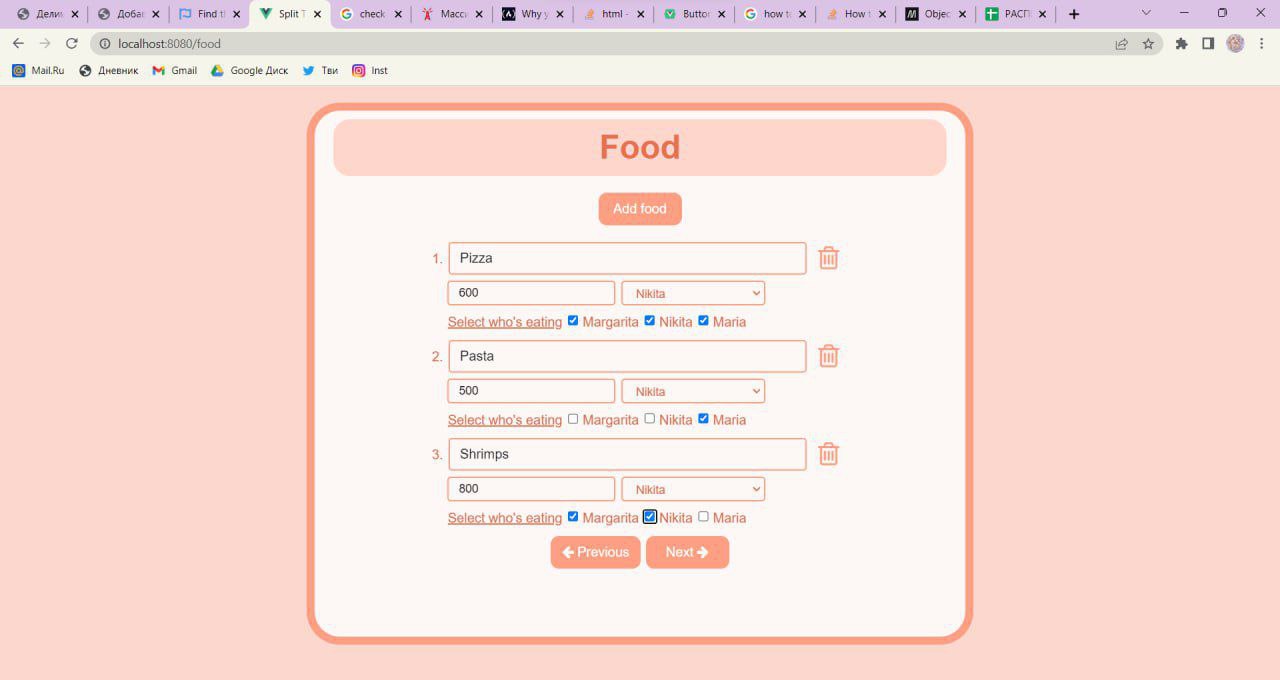 Дели Добав Find t Split T check Масси Why y html - Buttor how to How t Objec РАСП
localhost:8080/food
Mail.Ru Дневник Gmail Google Диск Тви Inst
Food
Add food
1. Pizza
600 Nikita
Select who's eating Margarita Nikita Maria
2. Pasta
500 Nikita
Select who's eating Margarita Nikita Maria
3. Shrimps
800 Nikita
Select who's eating Margarita Nikita Maria
Previous Next